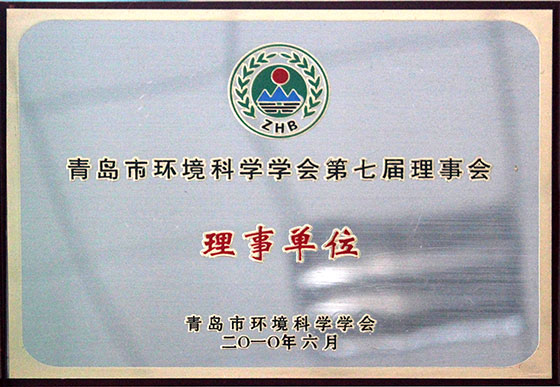 ZHB
青岛市环境科学学会第七届理事会
理事单位
青岛市环境科学学会
二〇一〇年六月